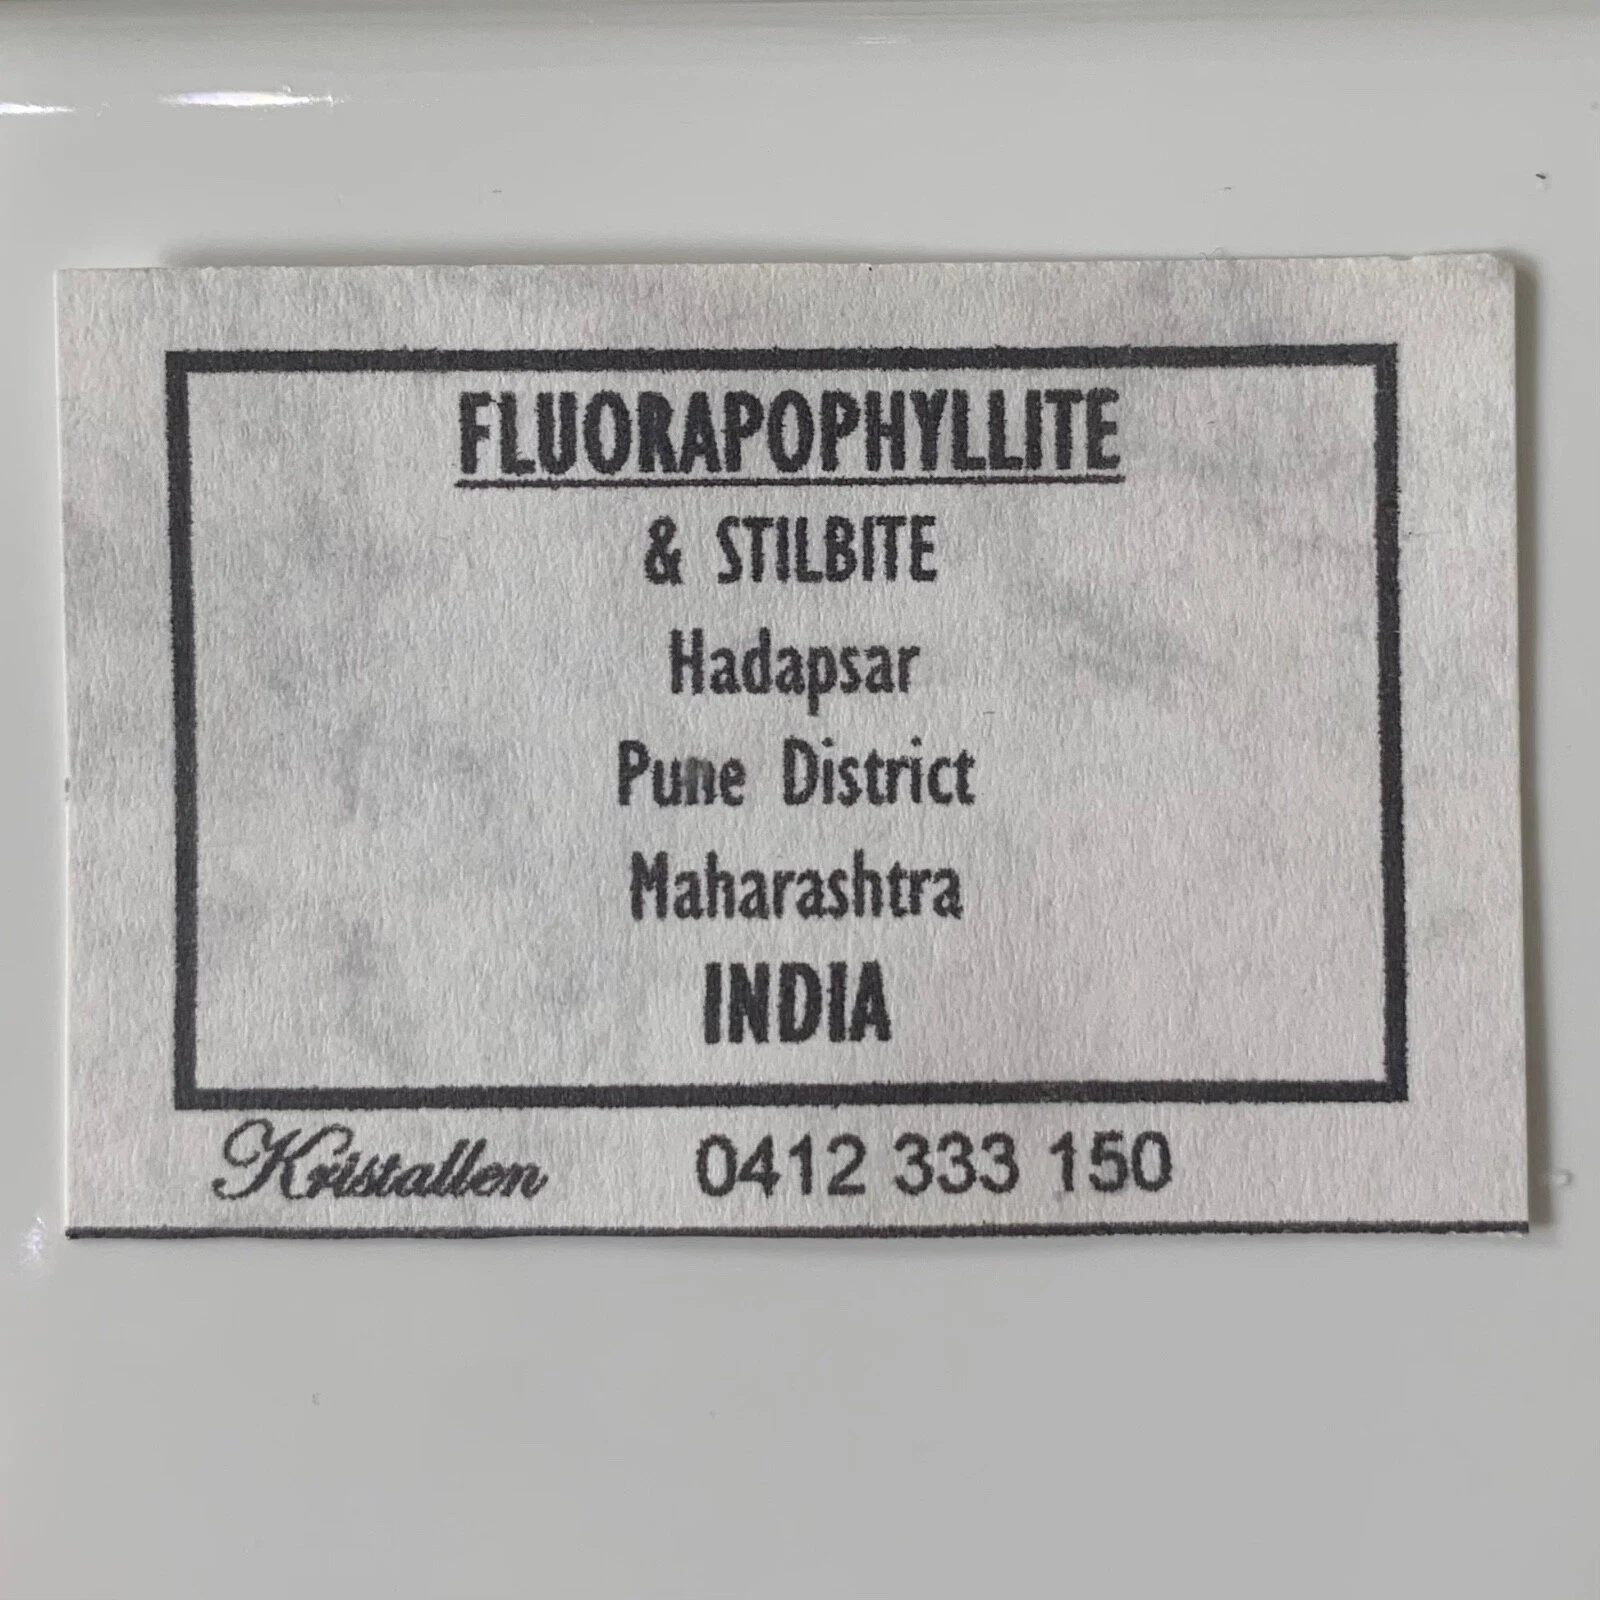 FLUORAPOPHYLLITE
& STILBITE
Hadapsar
Pune District
Maharashtra
INDIA
Kristallen 0412 333 150